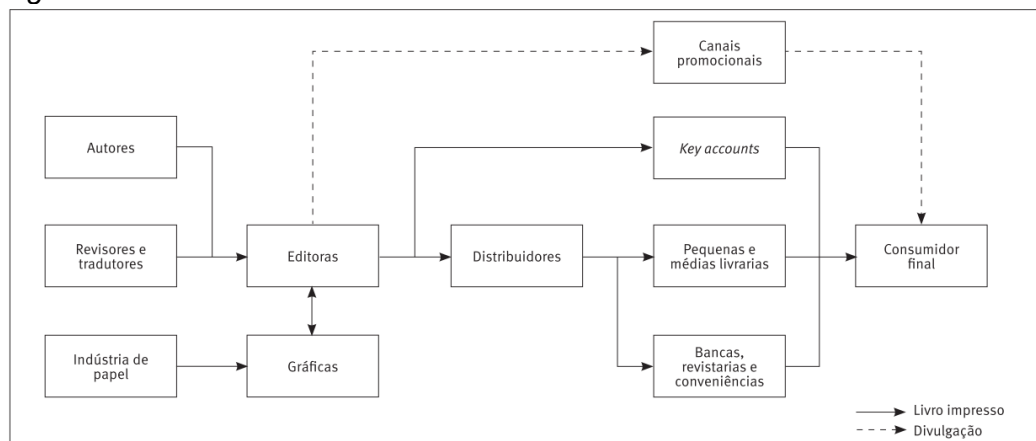 Canais
promocionais
Autores
Key accounts
Revisores e
tradutores
Editoras
Distribuidores
Pequenas e
médias livrarias
Consumidor
final
Indústria de
papel
Gráficas
Bancas,
revistarias e
conveniências
Livro impresso
Divulgação